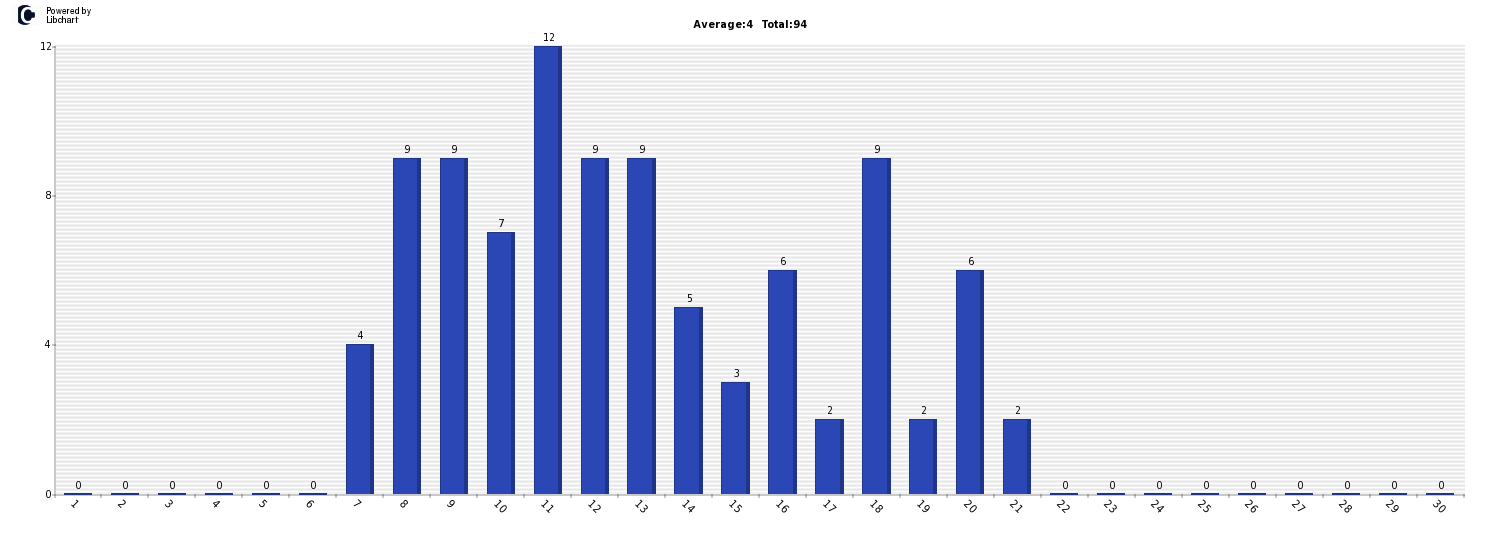 Powered by
Libchart
Average:4 Total:94
12
8
4
0
0 0 0 0 0 0 4 9 9 7 12 9 9 5 3 6 2 9 2 6 2 0 0 0 0 0 0 0 0 0
1 2 3 4 5 6 7 8 9 10 11 12 13 14 15 16 17 18 19 20 21 22 23 24 25 26 27 28 29 30